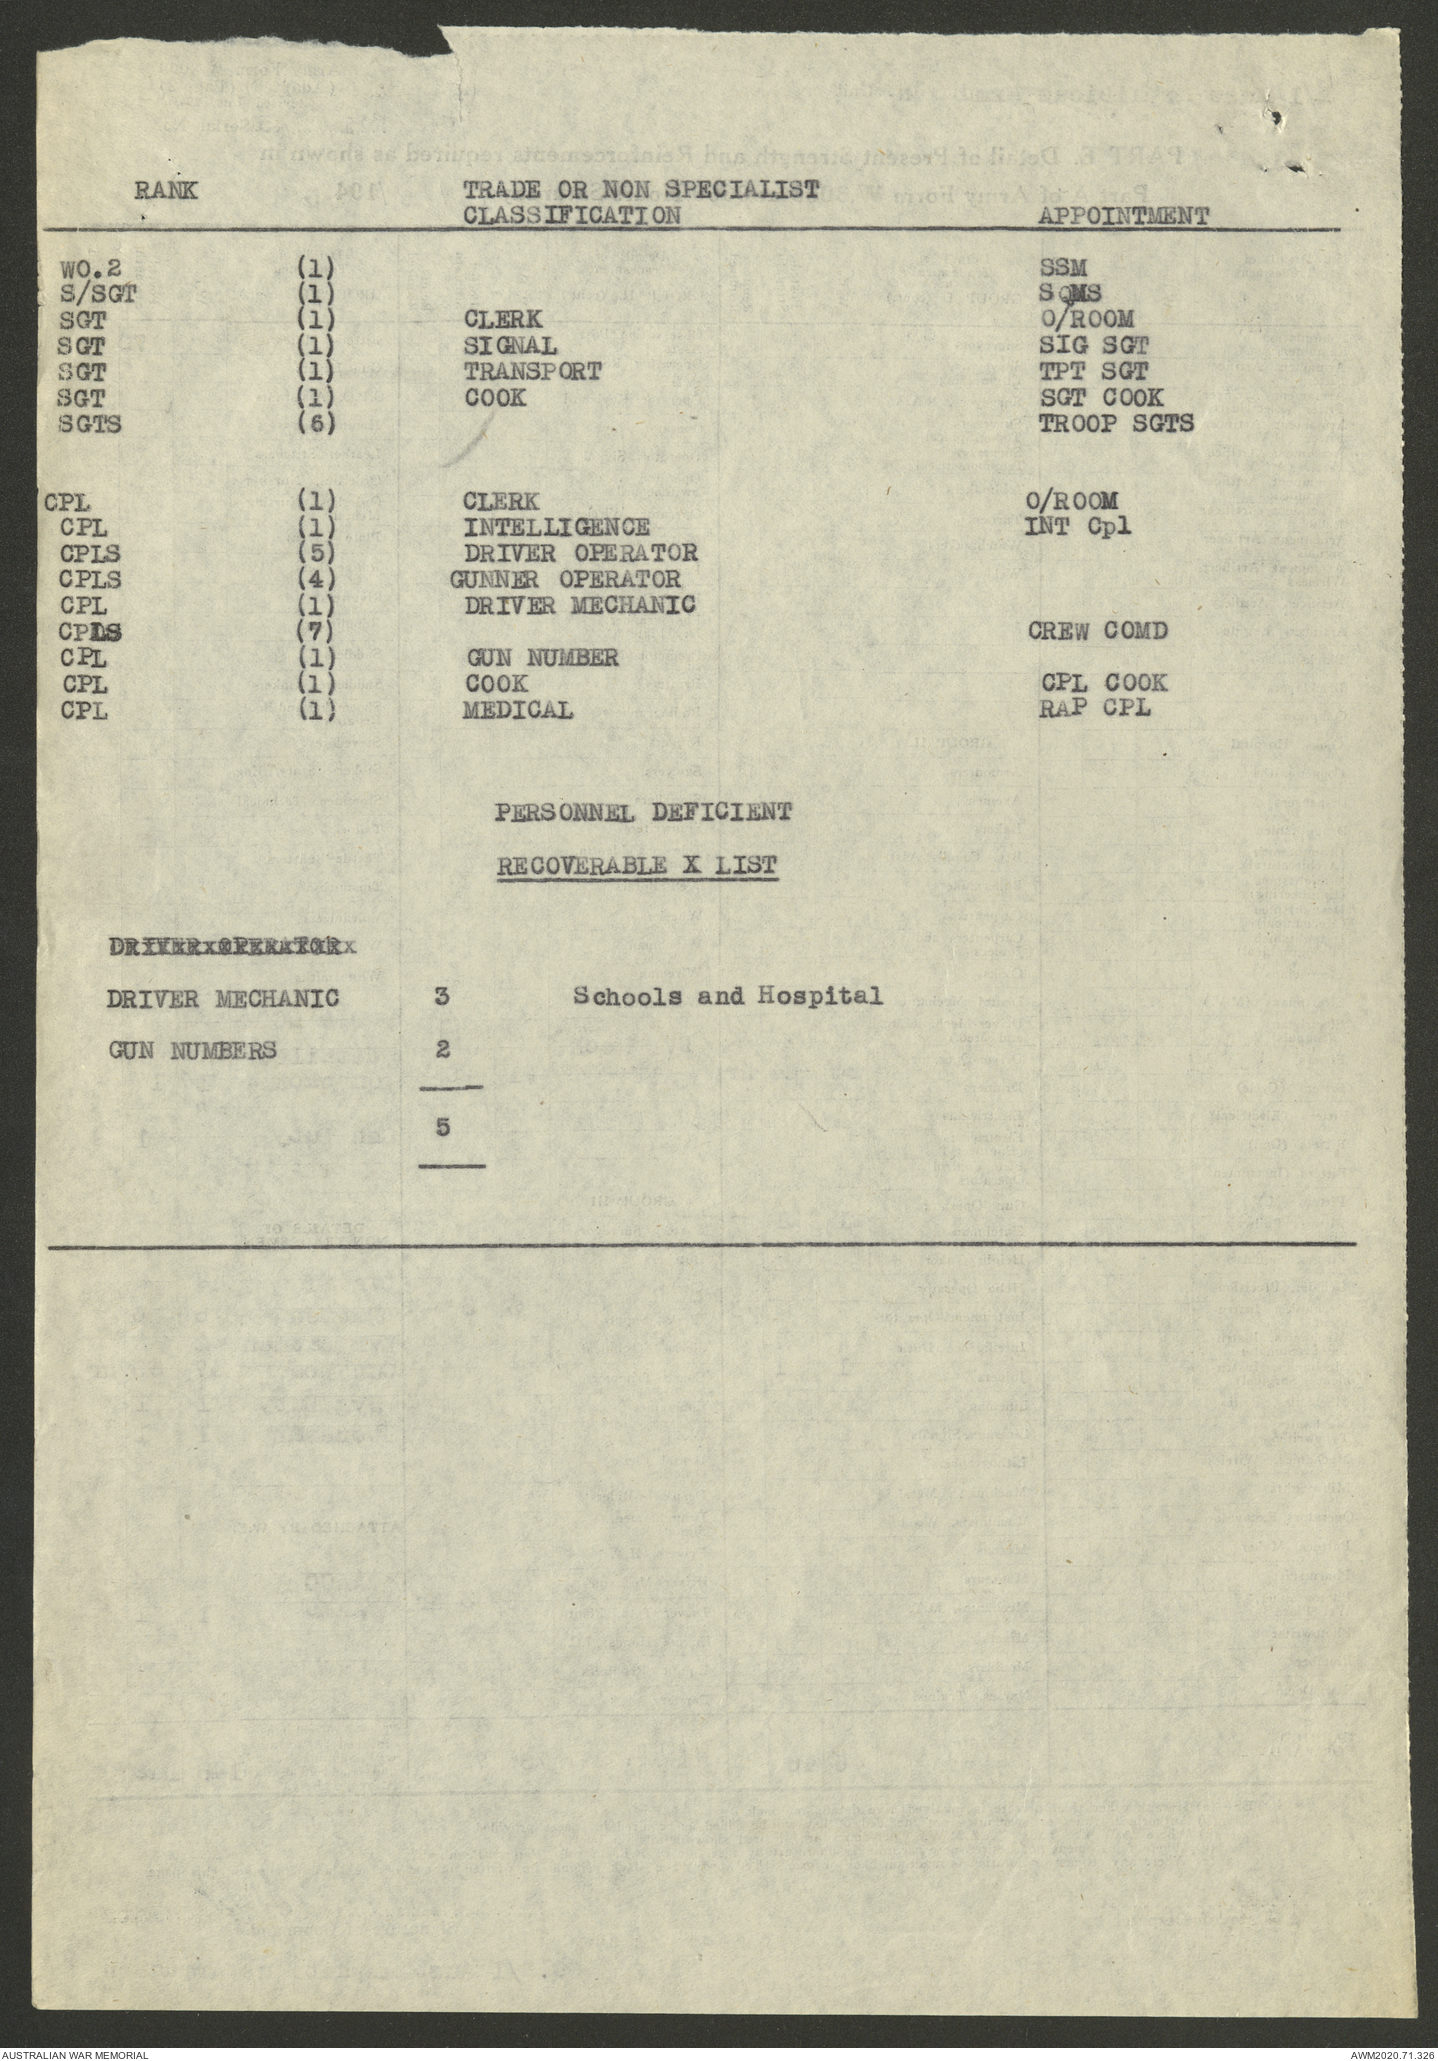 RANK TRADE OR NON SPECIALIST
CLASSIFICATION APPOINTMENT
WO.2 (1) SSM
S/SGT (1) SQMS
SGT (1) CLERK O/ROOM
SGT (1) SIGNAL SIG SGT
SGT (1) TRANSPORT TPT SGT
SGT (1) COOK SGT COOK
SGTS (6) TROOP SGTS
CPL (1) CLERK O/ROOM
CPL (1) INTELLIGENCE INT Cpl
CPLS (5) DRIVER OPERATOR
CPLS (4) GUNNER OPERATOR
CPL (1) DRIVER MECHANIC
CPLS (7) CREW COMD
CPL (1) GUN NUMBER
CPL (1) COOK CPL COOK
CPL (1) MEDICAL RAP CPL
PERSONNEL DEFICIENT
RECOVERABLE X LIST
DRIVER OPERATOR
DRIVER MECHANIC 3 Schools and Hospital
GUN NUMBERS 2
5
AUSTRALIAN WAR MEMORIAL AWM2020.71.326